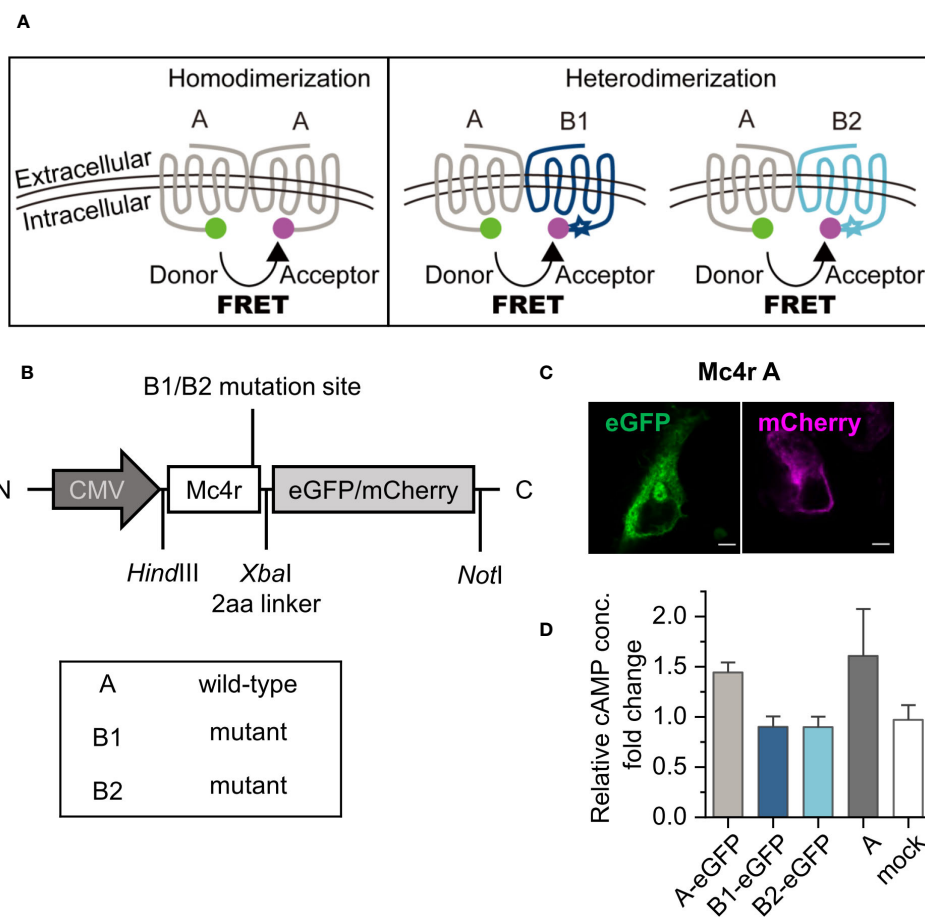 A
Homodimerization
Heterodimerization
A A
A B1
A B2
Extracellular
Intracellular
Donor Acceptor
FRET
Donor Acceptor
FRET
Donor Acceptor
FRET
B
B1/B2 mutation site
N CMV Mc4r eGFP/mCherry C
HindIII XbaI NotI
2aa linker
A wild-type
B1 mutant
B2 mutant
C
Mc4r A
eGFP mCherry
D
Relative cAMP conc.
fold change
2.0
1.5
1.0
0.5
0.0
A-eGFP
B1-eGFP
B2-eGFP
A
mock